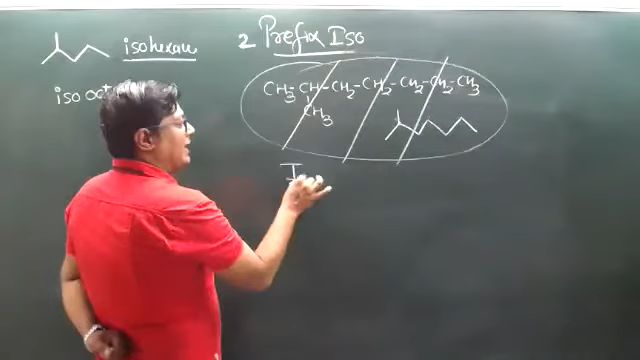 isohexane
iso oct
2 Prefix Iso
CH3-CH-CH2-CH2-CH2-CH2-CH3
CH3
I